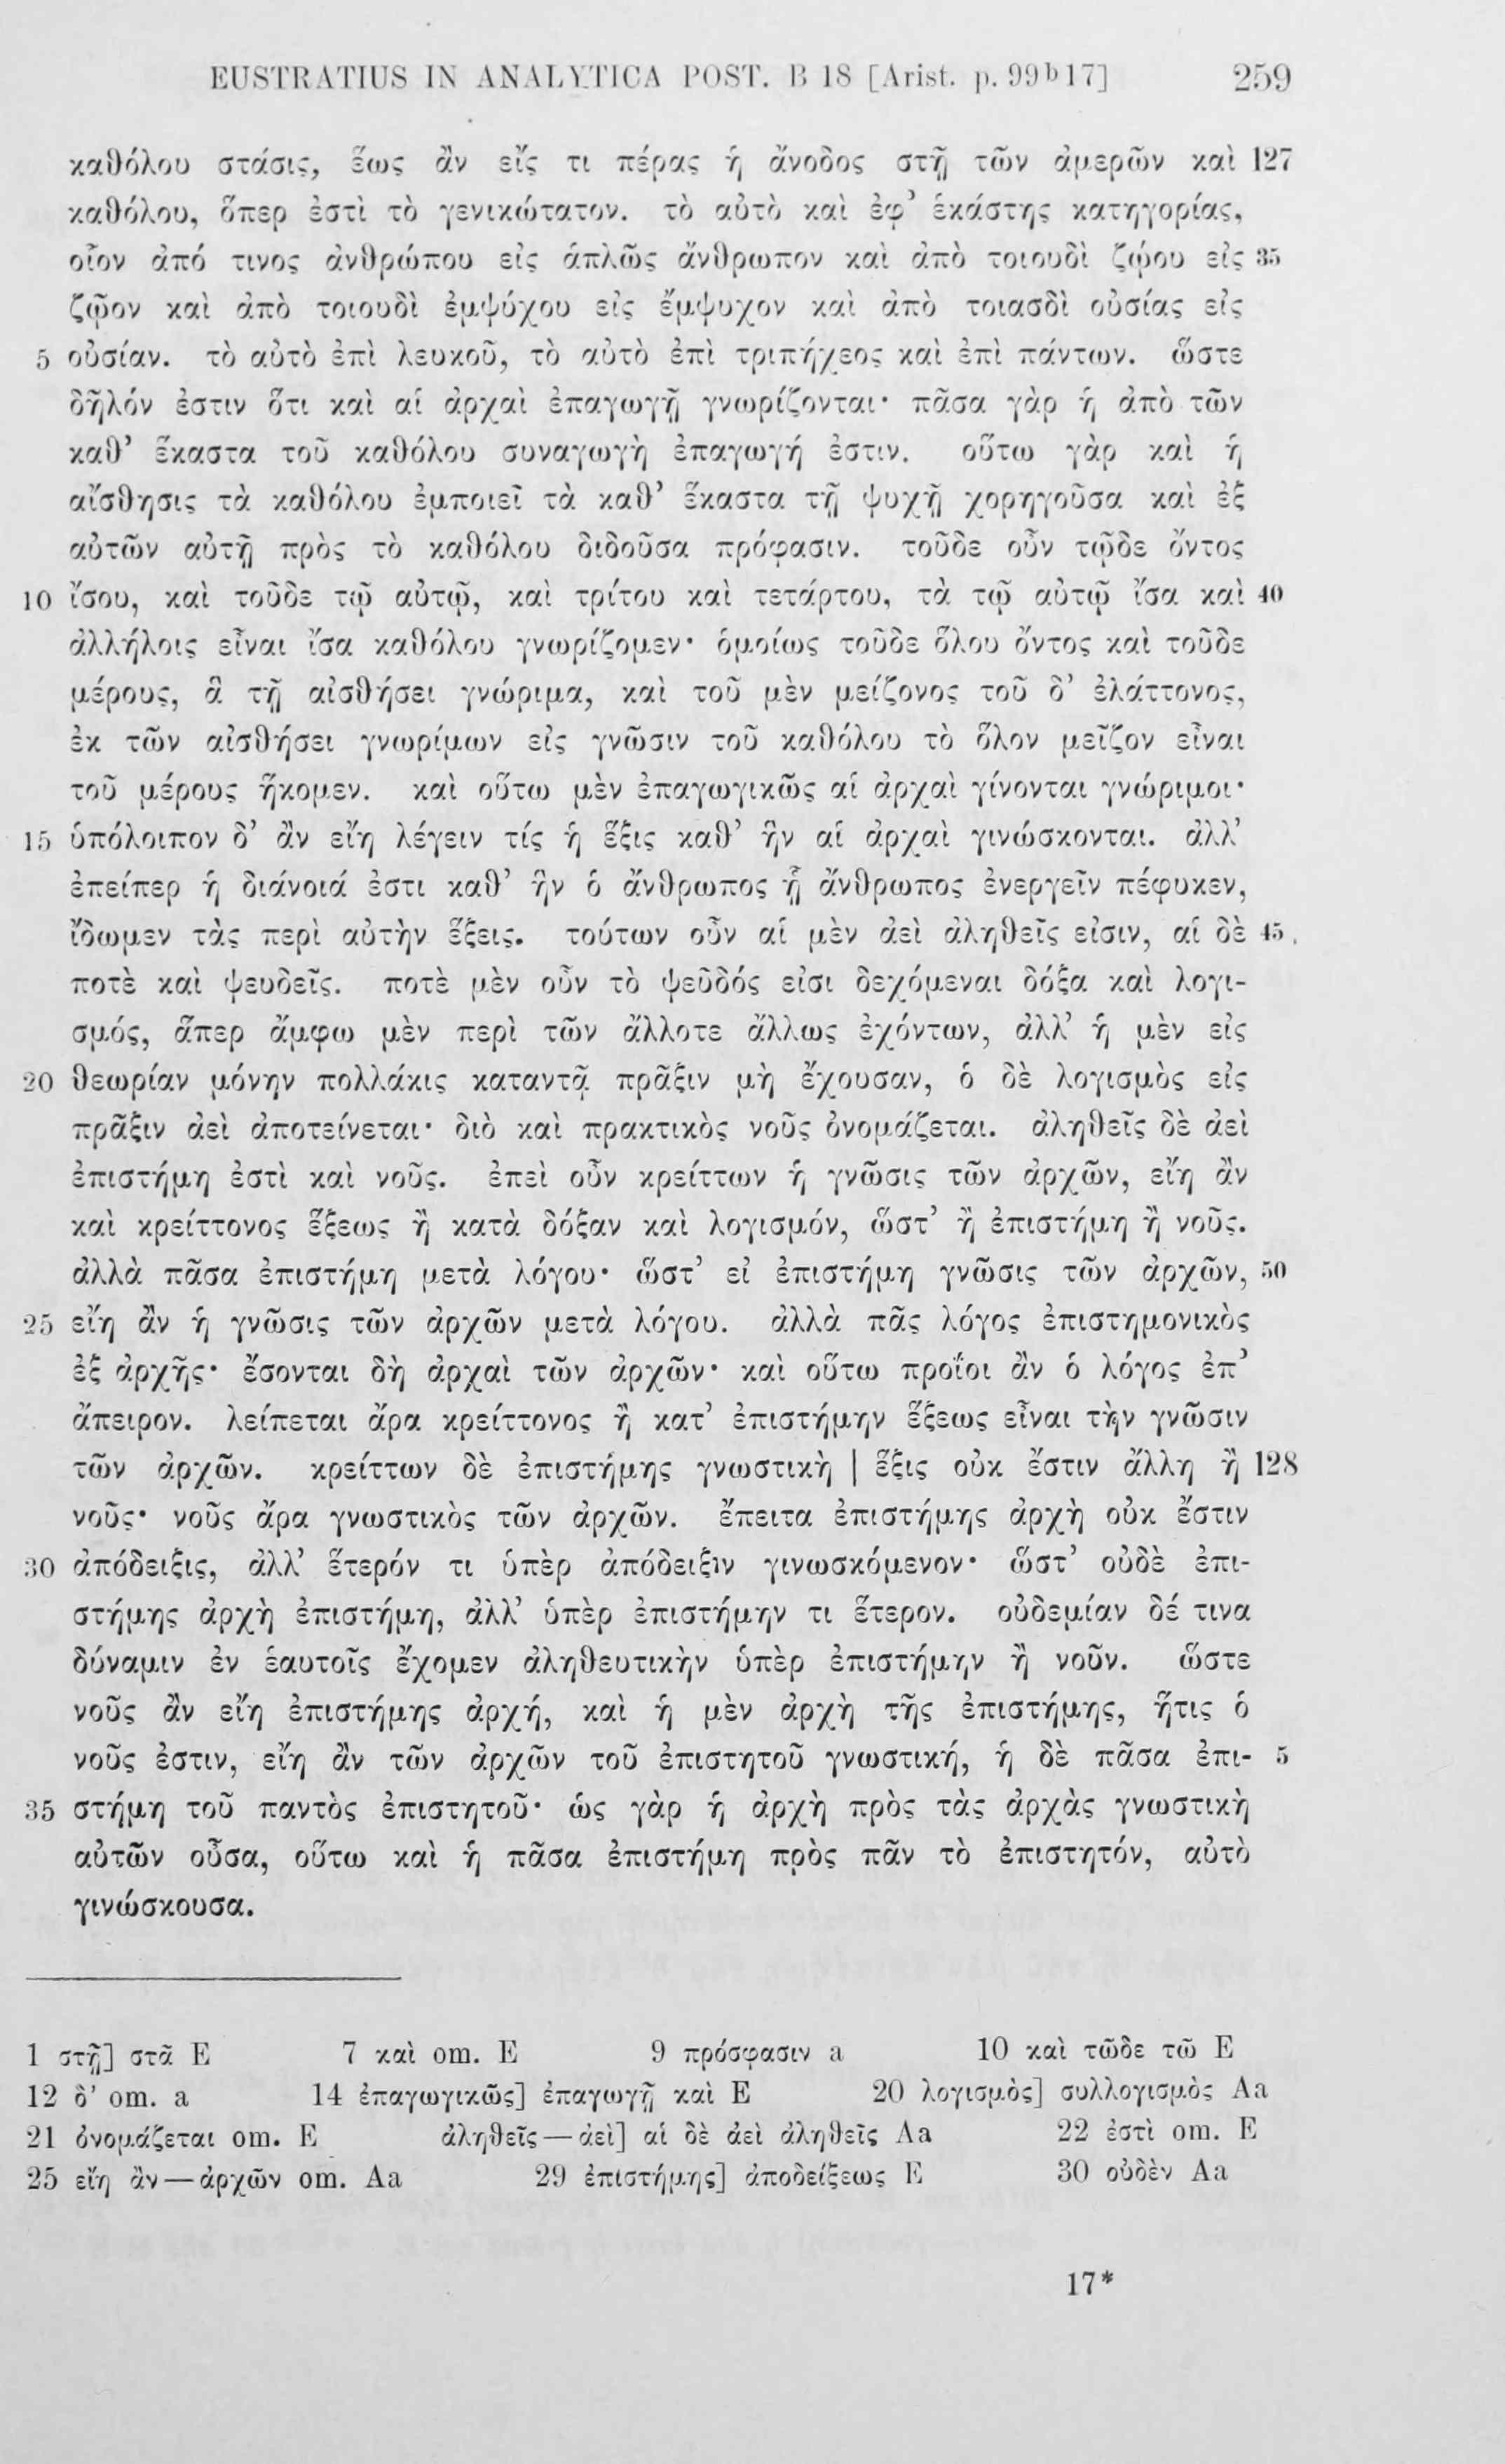 EUSTRATIUS IN ANALYTICA POST. B 18 [Arist. p. 99ᵇ17] 259
καθόλου στάσις, ἕως ἂν εἴς τι πέρας ἡ ἄνοδος στῇ τῶν ἀμερῶν καὶ 127
καθόλου, ὅπερ ἐστὶ τὸ γενικώτατον. τὸ αὐτὸ καὶ ἐφ’ ἑκάστης κατηγορίας,
οἷον ἀπό τινος ἀνθρώπου εἰς ἁπλῶς ἄνθρωπον καὶ ἀπὸ τοιουδὶ ζῴου εἰς 35
ζῷον καὶ ἀπὸ τοιουδὶ ἐμψύχου εἰς ἔμψυχον καὶ ἀπὸ τοιασδὶ οὐσίας εἰς
5 οὐσίαν. τὸ αὐτὸ ἐπὶ λευκοῦ, τὸ αὐτὸ ἐπὶ τριπήχεος καὶ ἐπὶ πάντων. ὥστε
δῆλόν ἐστιν ὅτι καὶ αἱ ἀρχαὶ ἐπαγωγῇ γνωρίζονται· πᾶσα γὰρ ἡ ἀπὸ τῶν
καθ’ ἕκαστα τοῦ καθόλου συναγωγὴ ἐπαγωγή ἐστιν. οὕτω γὰρ καὶ ἡ
αἴσθησις τὰ καθόλου ἐμποιεῖ τὰ καθ’ ἕκαστα τῇ ψυχῇ χορηγοῦσα καὶ ἐξ
αὐτῶν αὐτῇ πρὸς τὸ καθόλου διδοῦσα πρόφασιν. τοῦδε οὖν τῷδε ὄντος
10 ἴσου, καὶ τοῦδε τῷ αὐτῷ, καὶ τρίτου καὶ τετάρτου, τὰ τῷ αὐτῷ ἴσα καὶ 40
ἀλλήλοις εἶναι ἴσα καθόλου γνωρίζομεν· ὁμοίως τοῦδε ὅλου ὄντος καὶ τοῦδε
μέρους, ἃ τῇ αἰσθήσει γνώριμα, καὶ τοῦ μὲν μείζονος τοῦ δ’ ἐλάττονος,
ἐκ τῶν αἰσθήσει γνωρίμων εἰς γνῶσιν τοῦ καθόλου τὸ ὅλον μεῖζον εἶναι
τοῦ μέρους ἥκομεν. καὶ οὕτω μὲν ἐπαγωγικῶς αἱ ἀρχαὶ γίνονται γνώριμοι·
15 ὑπόλοιπον δ’ ἂν εἴη λέγειν τίς ἡ ἕξις καθ’ ἣν αἱ ἀρχαὶ γινώσκονται. ἀλλ’
ἐπείπερ ἡ διάνοιά ἐστι καθ’ ἣν ὁ ἄνθρωπος ᾗ ἄνθρωπος ἐνεργεῖν πέφυκεν,
ἴδωμεν τὰς περὶ αὐτὴν ἕξεις. τούτων οὖν αἱ μὲν ἀεὶ ἀληθεῖς εἰσιν, αἱ δὲ 45
ποτὲ καὶ ψευδεῖς. ποτὲ μὲν οὖν τὸ ψεῦδός εἰσι δεχόμεναι δόξα καὶ λογι-
σμός, ἅπερ ἄμφω μὲν περὶ τῶν ἄλλοτε ἄλλως ἐχόντων, ἀλλ’ ἡ μὲν εἰς
20 θεωρίαν μόνην πολλάκις καταντᾷ πρᾶξιν μὴ ἔχουσαν, ὁ δὲ λογισμὸς εἰς
πρᾶξιν ἀεὶ ἀποτείνεται· διὸ καὶ πρακτικὸς νοῦς ὀνομάζεται. ἀληθεῖς δὲ ἀεὶ
ἐπιστήμη ἐστὶ καὶ νοῦς. ἐπεὶ οὖν κρείττων ἡ γνῶσις τῶν ἀρχῶν, εἴη ἂν
καὶ κρείττονος ἕξεως ἢ κατὰ δόξαν καὶ λογισμόν, ὥστ’ ἢ ἐπιστήμη ἢ νοῦς.
ἀλλὰ πᾶσα ἐπιστήμη μετὰ λόγου· ὥστ’ εἰ ἐπιστήμη γνῶσις τῶν ἀρχῶν, 50
25 εἴη ἂν ἡ γνῶσις τῶν ἀρχῶν μετὰ λόγου. ἀλλὰ πᾶς λόγος ἐπιστημονικὸς
ἐξ ἀρχῆς· ἔσονται δὴ ἀρχαὶ τῶν ἀρχῶν· καὶ οὕτω προΐοι ἂν ὁ λόγος ἐπ’
ἄπειρον. λείπεται ἄρα κρείττονος ἢ κατ’ ἐπιστήμην ἕξεως εἶναι τὴν γνῶσιν
τῶν ἀρχῶν. κρείττων δὲ ἐπιστήμης γνωστικὴ | ἕξις οὐκ ἔστιν ἄλλη ἢ 128
νοῦς· νοῦς ἄρα γνωστικὸς τῶν ἀρχῶν. ἔπειτα ἐπιστήμης ἀρχὴ οὐκ ἔστιν
30 ἀπόδειξις, ἀλλ’ ἕτερόν τι ὑπὲρ ἀπόδειξιν γινωσκόμενον· ὥστ’ οὐδὲ ἐπι-
στήμης ἀρχὴ ἐπιστήμη, ἀλλ’ ὑπὲρ ἐπιστήμην τι ἕτερον. οὐδεμίαν δέ τινα
δύναμιν ἐν ἑαυτοῖς ἔχομεν ἀληθευτικὴν ὑπὲρ ἐπιστήμην ἢ νοῦν. ὥστε
νοῦς ἂν εἴη ἐπιστήμης ἀρχή, καὶ ἡ μὲν ἀρχὴ τῆς ἐπιστήμης, ἥτις ὁ
νοῦς ἐστιν, εἴη ἂν τῶν ἀρχῶν τοῦ ἐπιστητοῦ γνωστική, ἡ δὲ πᾶσα ἐπι- 5
35 στήμη τοῦ παντὸς ἐπιστητοῦ· ὡς γὰρ ἡ ἀρχὴ πρὸς τὰς ἀρχὰς γνωστικὴ
αὐτῶν οὖσα, οὕτω καὶ ἡ πᾶσα ἐπιστήμη πρὸς πᾶν τὸ ἐπιστητόν, αὐτὸ
γινώσκουσα.
1 στῇ] στᾶ E 7 καὶ om. E 9 πρόσφασιν a 10 καὶ τῶδε τῶ E
12 δ’ om. a 14 ἐπαγωγικῶς] ἐπαγωγῇ καὶ E 20 λογισμὸς] συλλογισμὸς Aa
21 ὀνομάζεται om. E ἀληθεῖς — ἀεὶ] αἱ δὲ ἀεὶ ἀληθεῖς Aa 22 ἐστὶ om. E
25 εἴη ἂν — ἀρχῶν om. Aa 29 ἐπιστήμης] ἀποδείξεως E 30 οὐδὲν Aa
17*